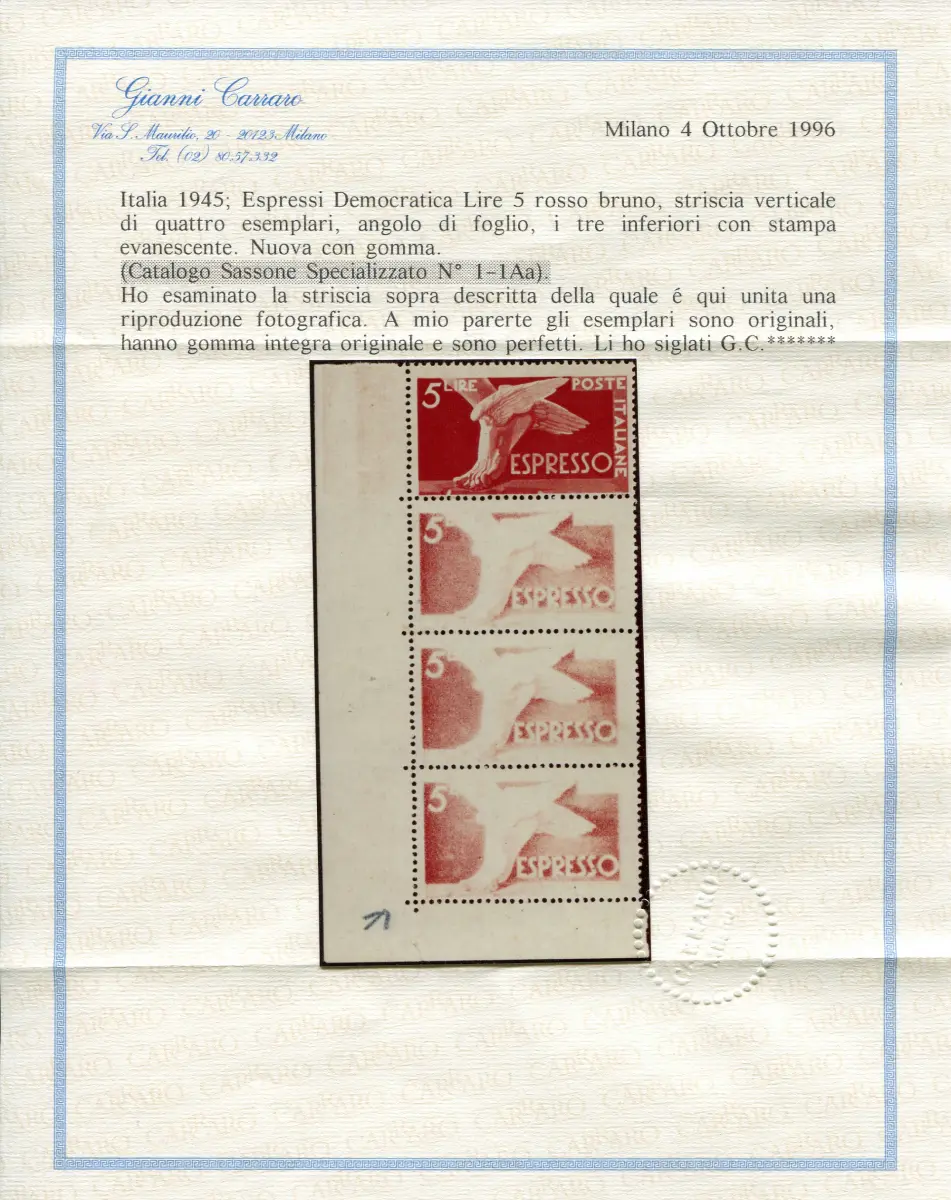 Gianni Carraro
Via S. Maurilio, 20 - 20123 Milano
Tel. (02) 80.57.332
Milano 4 Ottobre 1996
Italia 1945; Espressi Democratica Lire 5 rosso bruno, striscia verticale
di quattro esemplari, angolo di foglio, i tre inferiori con stampa
evanescente. Nuova con gomma.
(Catalogo Sassone Specializzato N° 1-1Aa).
Ho esaminato la striscia sopra descritta della quale é qui unita una
riproduzione fotografica. A mio parerte gli esemplari sono originali,
hanno gomma integra originale e sono perfetti. Li ho siglati G.C.*******
5 LIRE POSTE ITALIANE
ESPRESSO
5
ESPRESSO
5
ESPRESSO
5
ESPRESSO
CARRARO